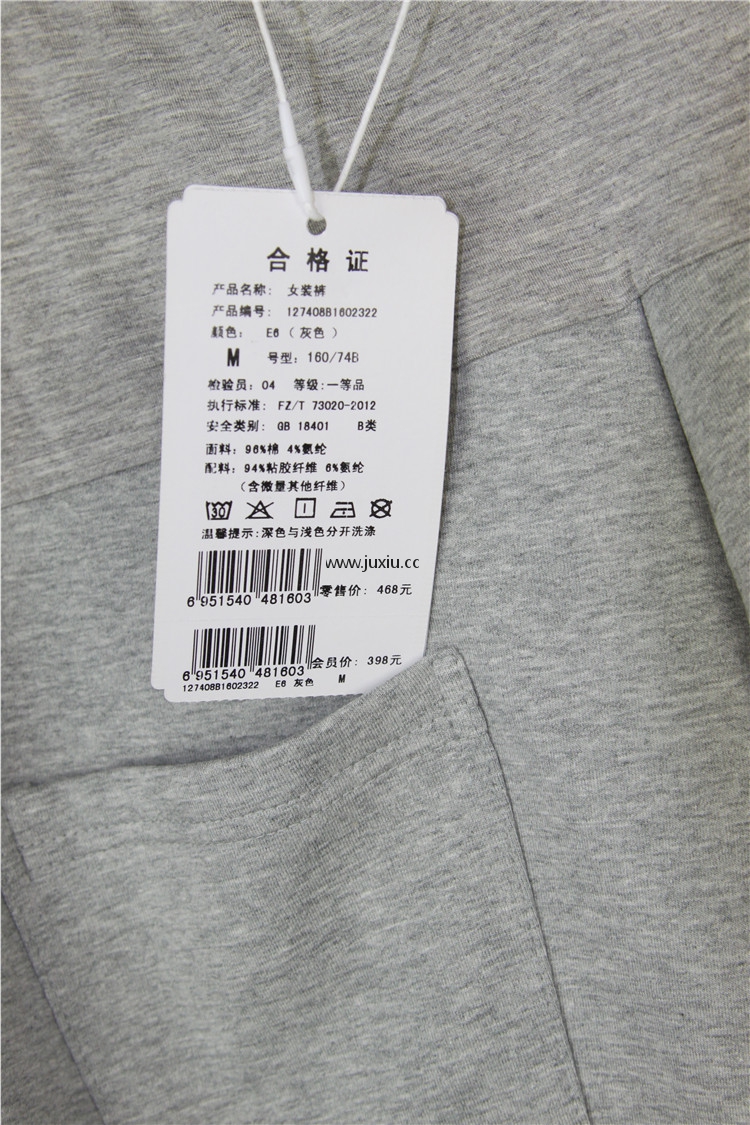 合格证
产品名称： 女装裤
产品编号： 127408B1602322
颜色： E6（灰色）
M 号型：160/74B
检验员：04 等级：一等品
执行标准： FZ/T 73020-2012
安全类别： GB 18401 B类
面料：96%棉 4%氨纶
配料：94%粘胶纤维 6%氨纶
（含微量其他纤维）
30
温馨提示：深色与浅色分开洗涤
www.juxiu.cc
6 951540 481603 零售价：468元
6 951540 481603 会员价：398元
127408B1602322 E6 灰色 M